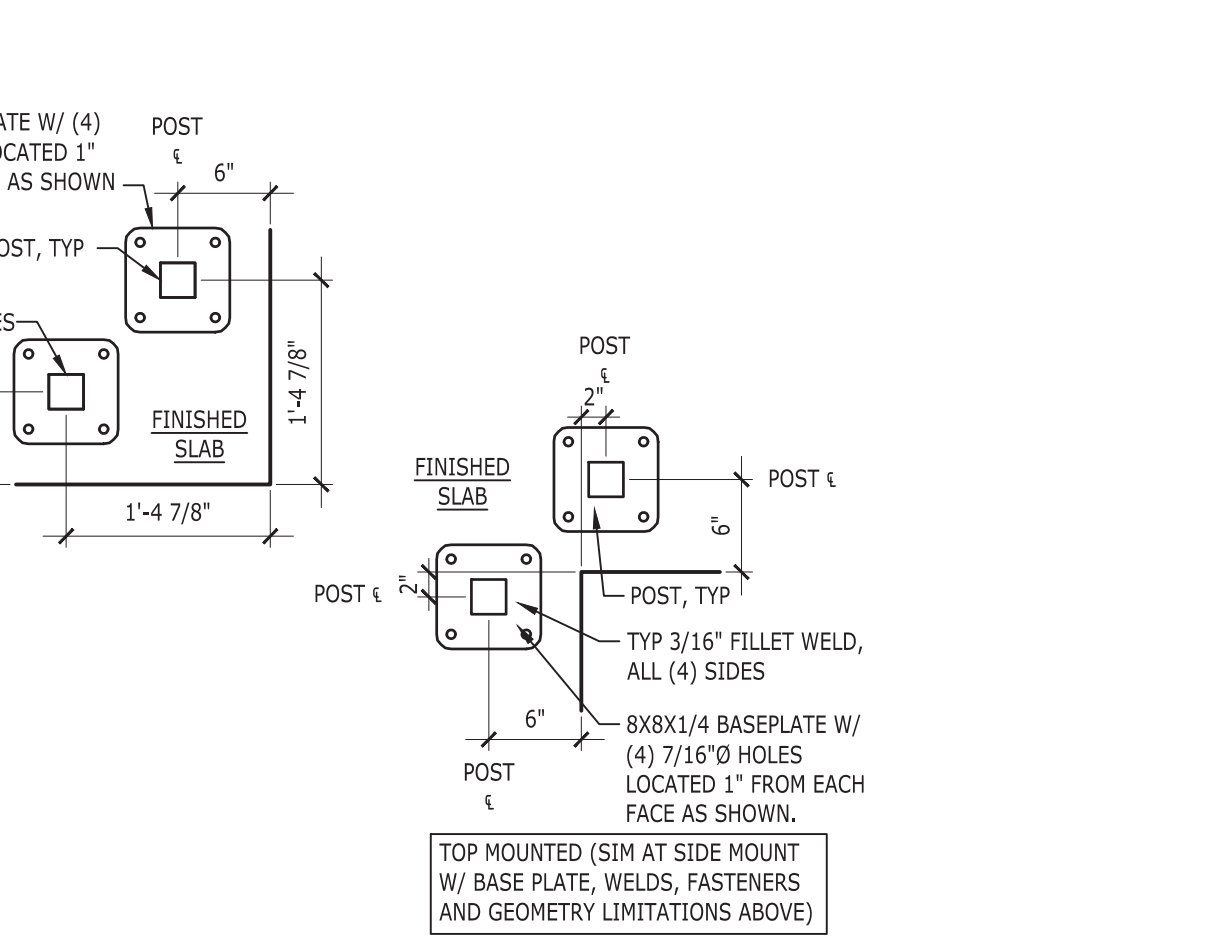 ATE W/ (4)
OCATED 1"
AS SHOWN
POST
℄
6"
OST, TYP
ES
FINISHED
SLAB
1'-4 7/8"
1'-4 7/8"
POST
℄
2"
FINISHED
SLAB
POST ℄
6"
POST ℄
2"
POST, TYP
TYP 3/16" FILLET WELD,
ALL (4) SIDES
6"
POST
℄
8X8X1/4 BASEPLATE W/
(4) 7/16"Ø HOLES
LOCATED 1" FROM EACH
FACE AS SHOWN.
TOP MOUNTED (SIM AT SIDE MOUNT
W/ BASE PLATE, WELDS, FASTENERS
AND GEOMETRY LIMITATIONS ABOVE)